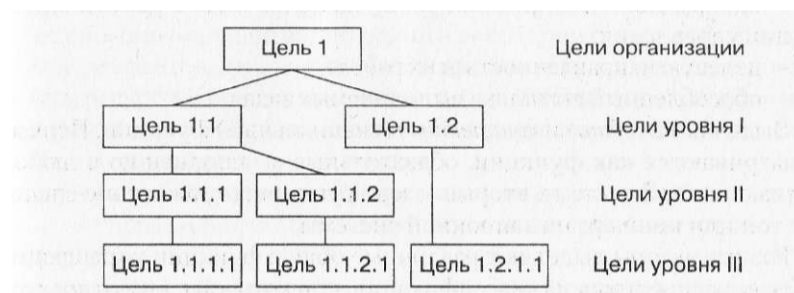 Цель 1 Цели организации
Цель 1.1 Цель 1.2 Цели уровня I
Цель 1.1.1 Цель 1.1.2 Цели уровня II
Цель 1.1.1.1 Цель 1.1.2.1 Цель 1.2.1.1 Цели уровня III